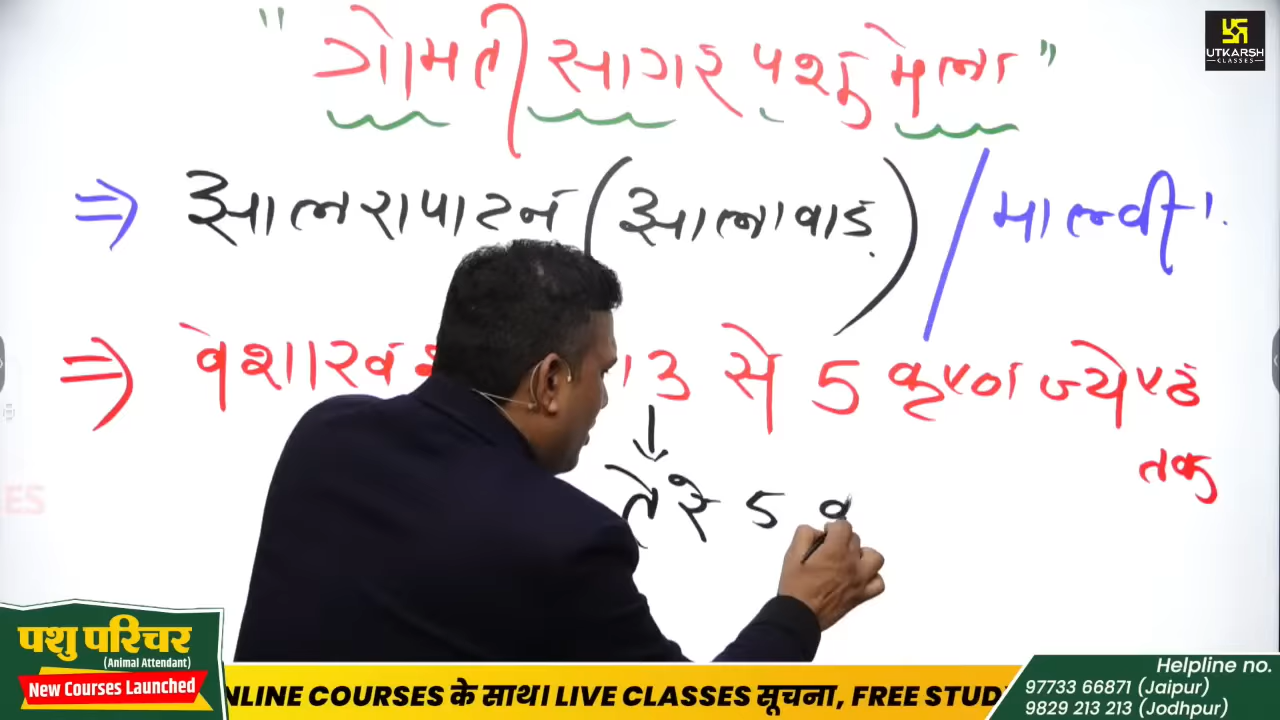 "गोमती सागर पशु मेला"
UTKARSH
CLASSES
⇒ झालरापाटन (झालावाड़) / मालवी
⇒ वैशाख 13 से 5 कृष्ण ज्येष्ठ
तक
↓
तेरे 5
पशु परिचर
(Animal Attendant)
New Courses Launched
NLINE COURSES के साथ। LIVE CLASSES सूचना, FREE STUD
Helpline no.
97733 66871 (Jaipur)
9829 213 213 (Jodhpur)